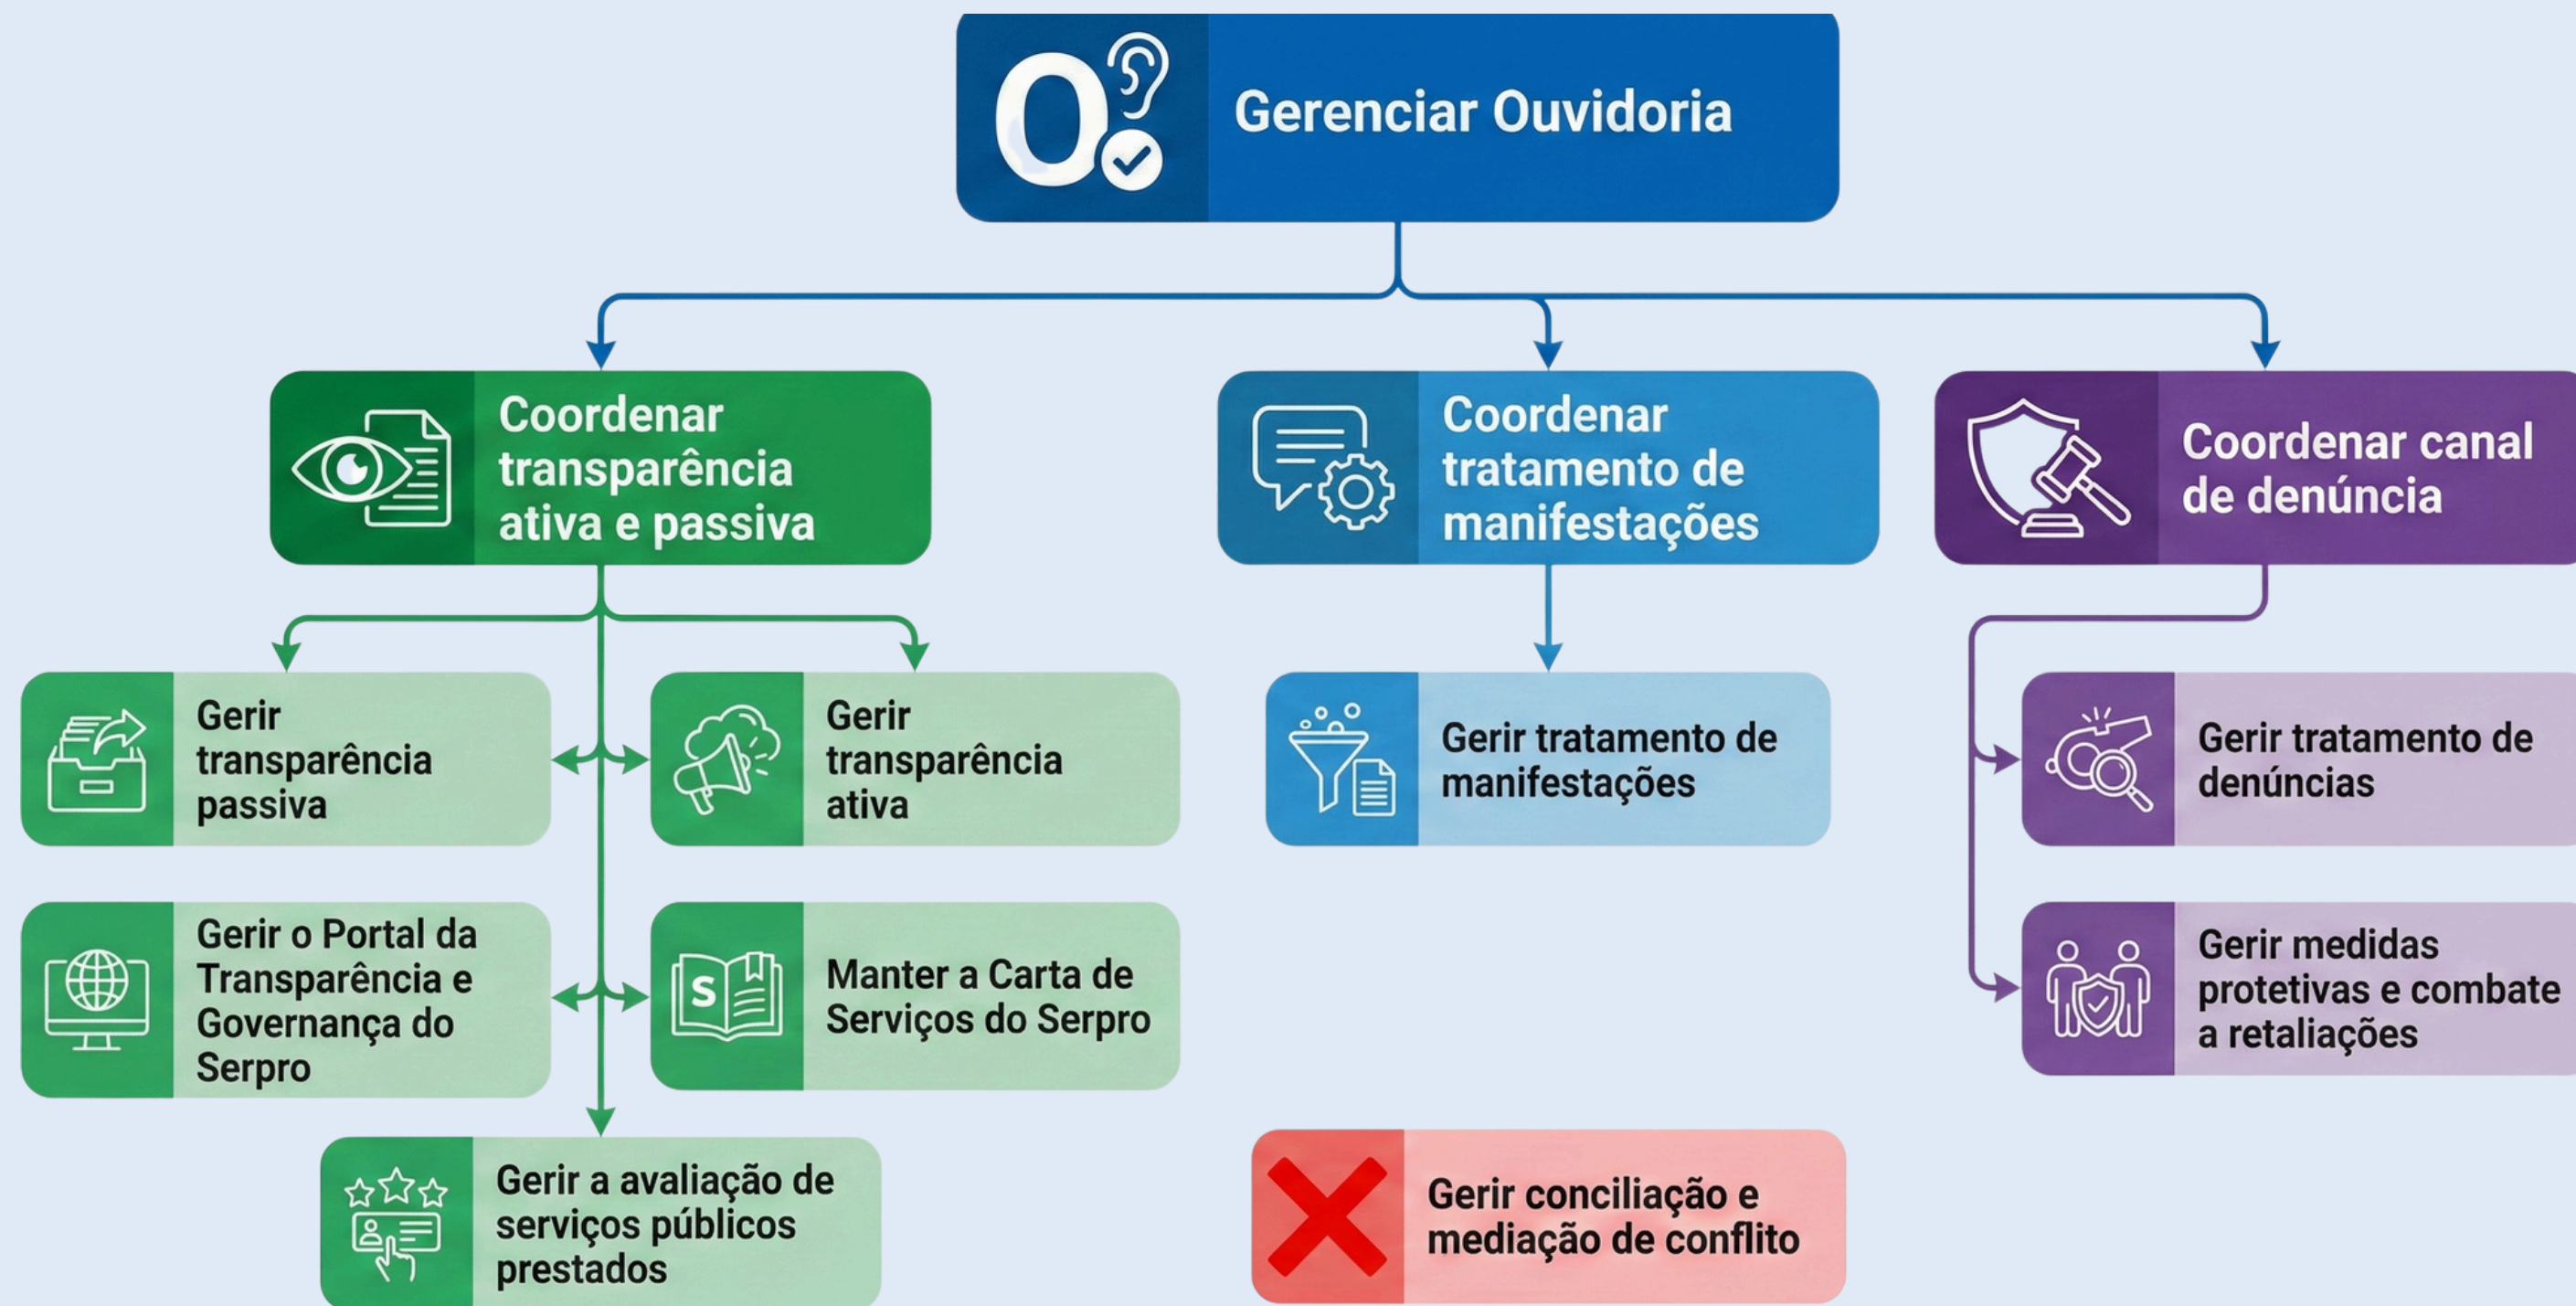 Gerenciar Ouvidoria
Coordenar
transparência
ativa e passiva
Coordenar
tratamento de
manifestações
Coordenar canal
de denúncia
Gerir
transparência
passiva
Gerir
transparência
ativa
Gerir tratamento de
manifestações
Gerir tratamento de
denúncias
Gerir o Portal da
Transparência e
Governança do
Serpro
S
Manter a Carta de
Serviços do Serpro
Gerir medidas
protetivas e combate
a retaliações
Gerir a avaliação de
serviços públicos
prestados
Gerir conciliação e
mediação de conflito